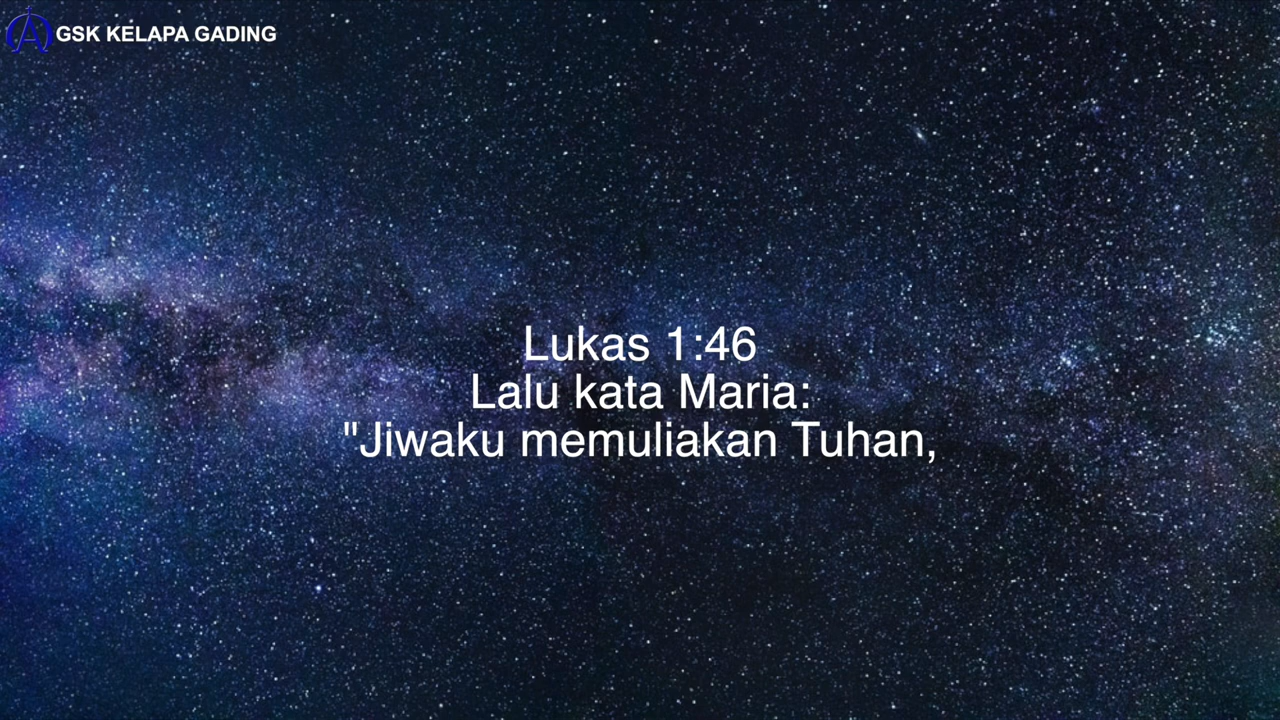 GSK KELAPA GADING
Lukas 1:46
Lalu kata Maria:
"Jiwaku memuliakan Tuhan,